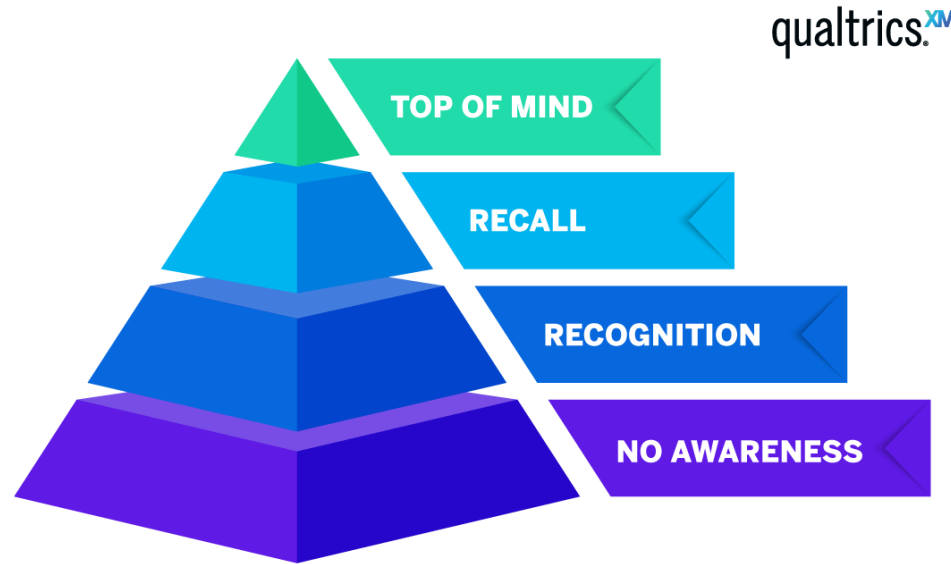 qualtrics.XM
TOP OF MIND
RECALL
RECOGNITION
NO AWARENESS